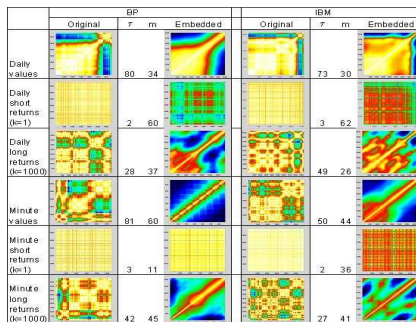 BP IBM
Original τ m Embedded Original τ m Embedded
Daily
values 80 34 73 30
Daily
short
returns
(k=1) 2 60 3 62
Daily
long
returns
(k=1000) 28 37 49 26
Minute
values 81 60 50 44
Minute
short
returns
(k=1) 3 11 2 36
Minute
long
returns
(k=1000) 42 45 27 41